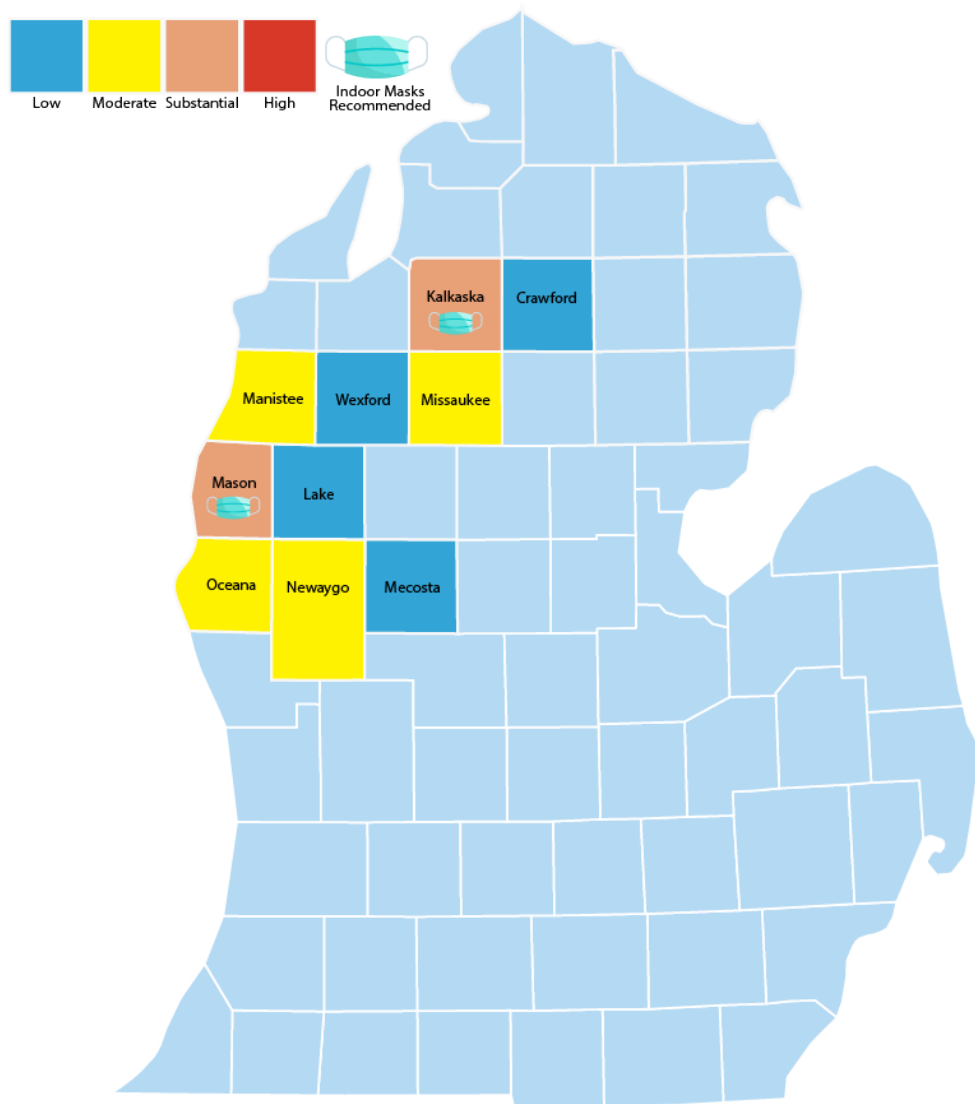 Low
Moderate
Substantial
High
Indoor Masks
Recommended
Kalkaska
Crawford
Manistee
Wexford
Missaukee
Mason
Lake
Oceana
Newaygo
Mecosta